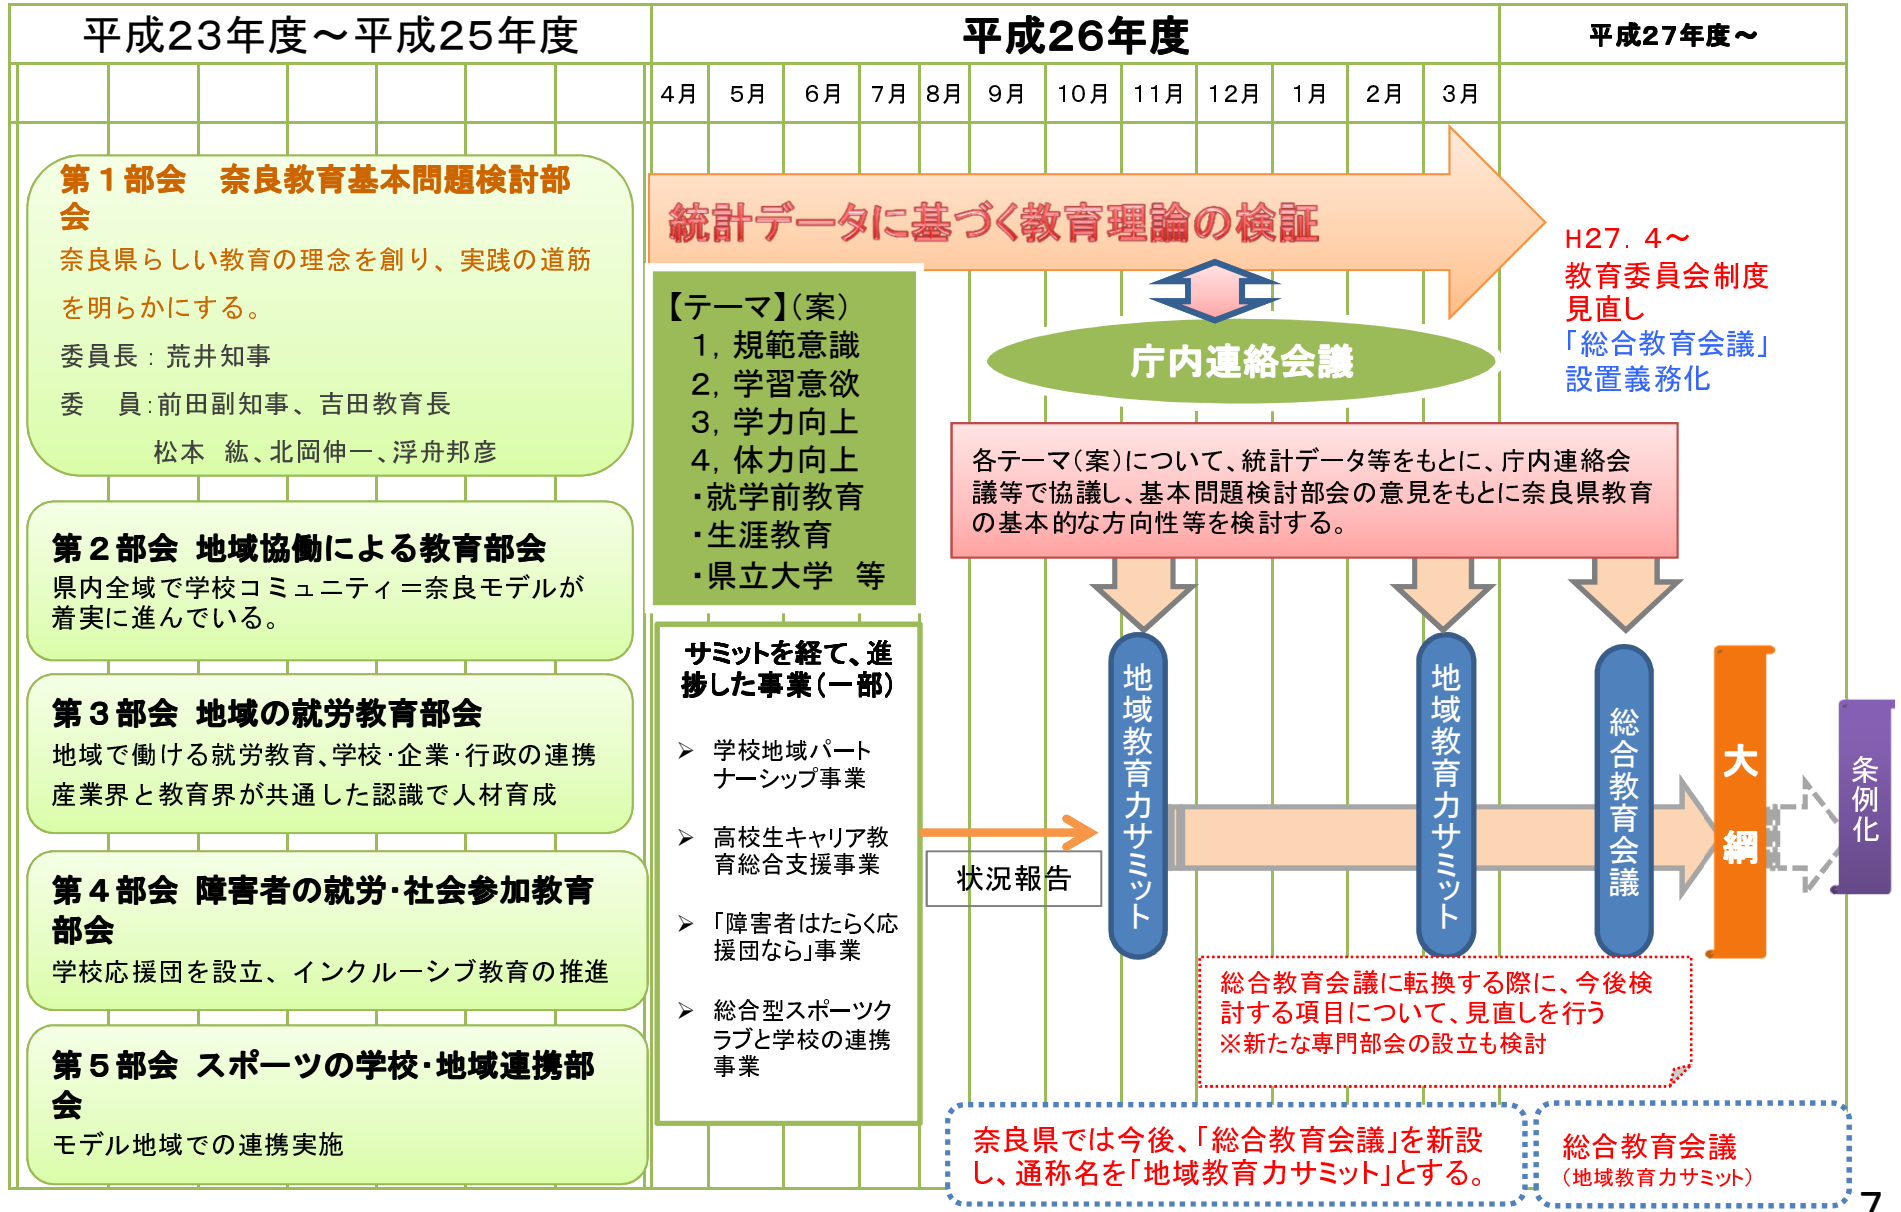 平成23年度～平成25年度
平成26年度
平成27年度～
4月 5月 6月 7月 8月 9月 10月 11月 12月 1月 2月 3月
第１部会　奈良教育基本問題検討部
会
奈良県らしい教育の理念を創り、実践の道筋
を明らかにする。
委員長：荒井知事
委　員：前田副知事、吉田教育長
松本　紘、北岡伸一、浮舟邦彦
第２部会 地域協働による教育部会
県内全域で学校コミュニティ＝奈良モデルが
着実に進んでいる。
第３部会 地域の就労教育部会
地域で働ける就労教育、学校・企業・行政の連携
産業界と教育界が共通した認識で人材育成
第４部会 障害者の就労・社会参加教育
部会
学校応援団を設立、インクルーシブ教育の推進
第５部会 スポーツの学校・地域連携部
会
モデル地域での連携実施
統計データに基づく教育理論の検証
【テーマ】（案）
1，規範意識
2，学習意欲
3，学力向上
4，体力向上
・就学前教育
・生涯教育
・県立大学　等
サミットを経て、進
捗した事業（一部）
➢ 学校地域パート
ナーシップ事業
➢ 高校生キャリア教
育総合支援事業
➢ 「障害者はたらく応
援団なら」事業
➢ 総合型スポーツク
ラブと学校の連携
事業
庁内連絡会議
H27．4～
教育委員会制度
見直し
「総合教育会議」
設置義務化
各テーマ（案）について、統計データ等をもとに、庁内連絡会
議等で協議し、基本問題検討部会の意見をもとに奈良県教育
の基本的な方向性等を検討する。
状況報告
地域教育力サミット
地域教育力サミット
総合教育会議
大綱
条例化
総合教育会議に転換する際に、今後検
討する項目について、見直しを行う
※新たな専門部会の設立も検討
奈良県では今後、「総合教育会議」を新設
し、通称名を「地域教育力サミット」とする。
総合教育会議
（地域教育力サミット）
7